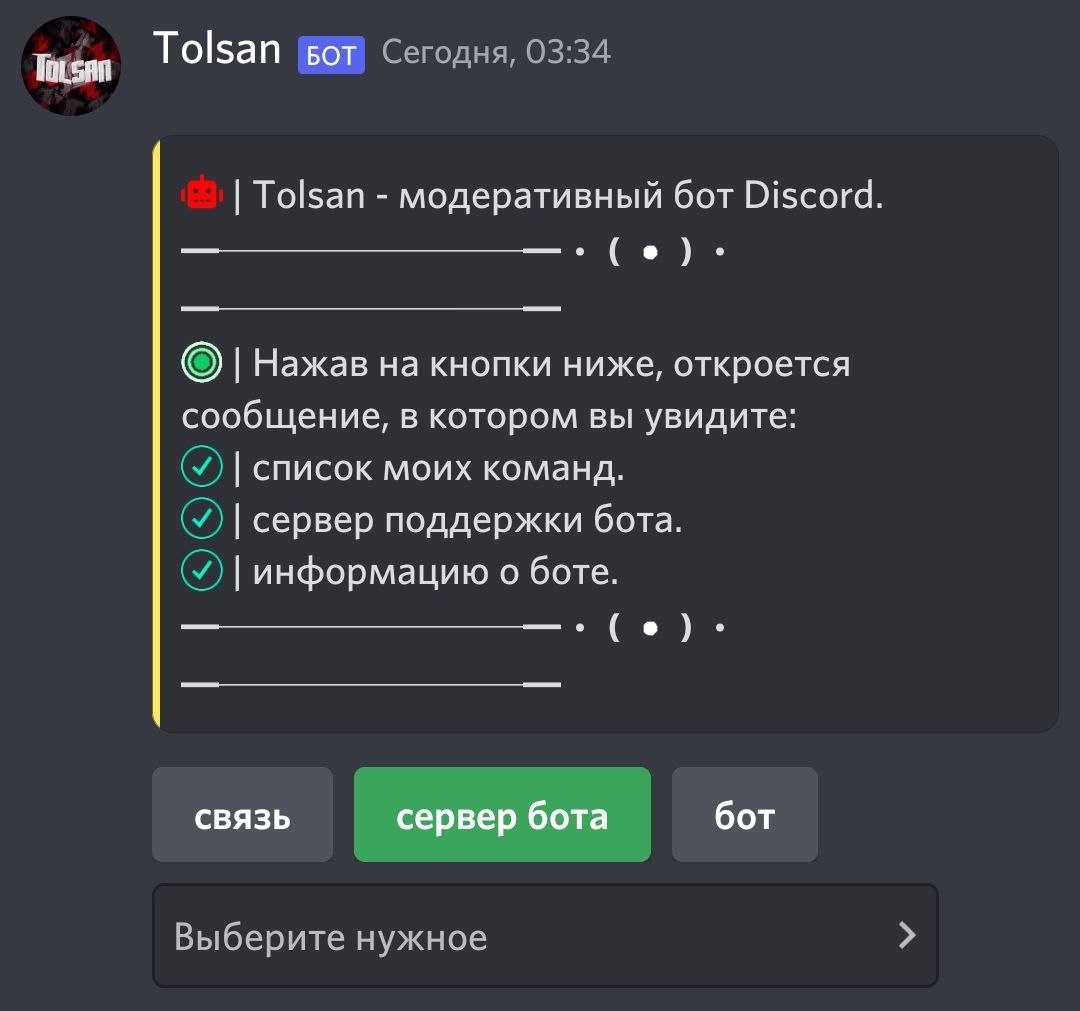 TOLSAN
Tolsan БОТ Сегодня, 03:34
| Tolsan - модеративный бот Discord.
━───────━ • ( • ) •
━───────━
| Нажав на кнопки ниже, откроется
сообщение, в котором вы увидите:
| список моих команд.
| сервер поддержки бота.
| информацию о боте.
━───────━ • ( • ) •
━───────━
связь сервер бота бот
Выберите нужное